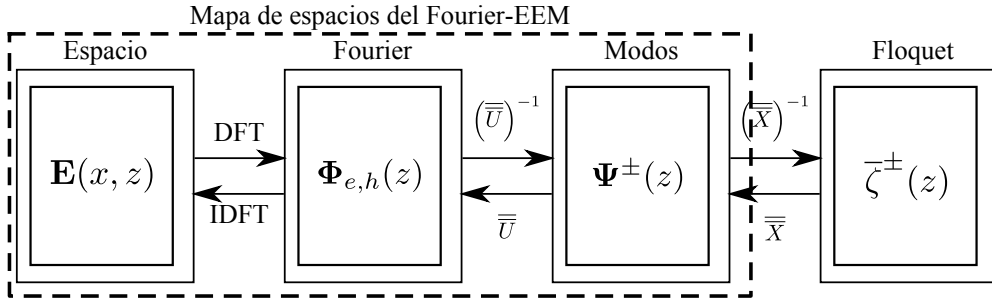 Mapa de espacios del Fourier-EEM
Espacio Fourier Modos Floquet
DFT (U̿)⁻¹ (X̿)⁻¹
E(x, z) Φₑ,ₕ(z) Ψ±(z) ζ̅±(z)
IDFT U̿ X̿